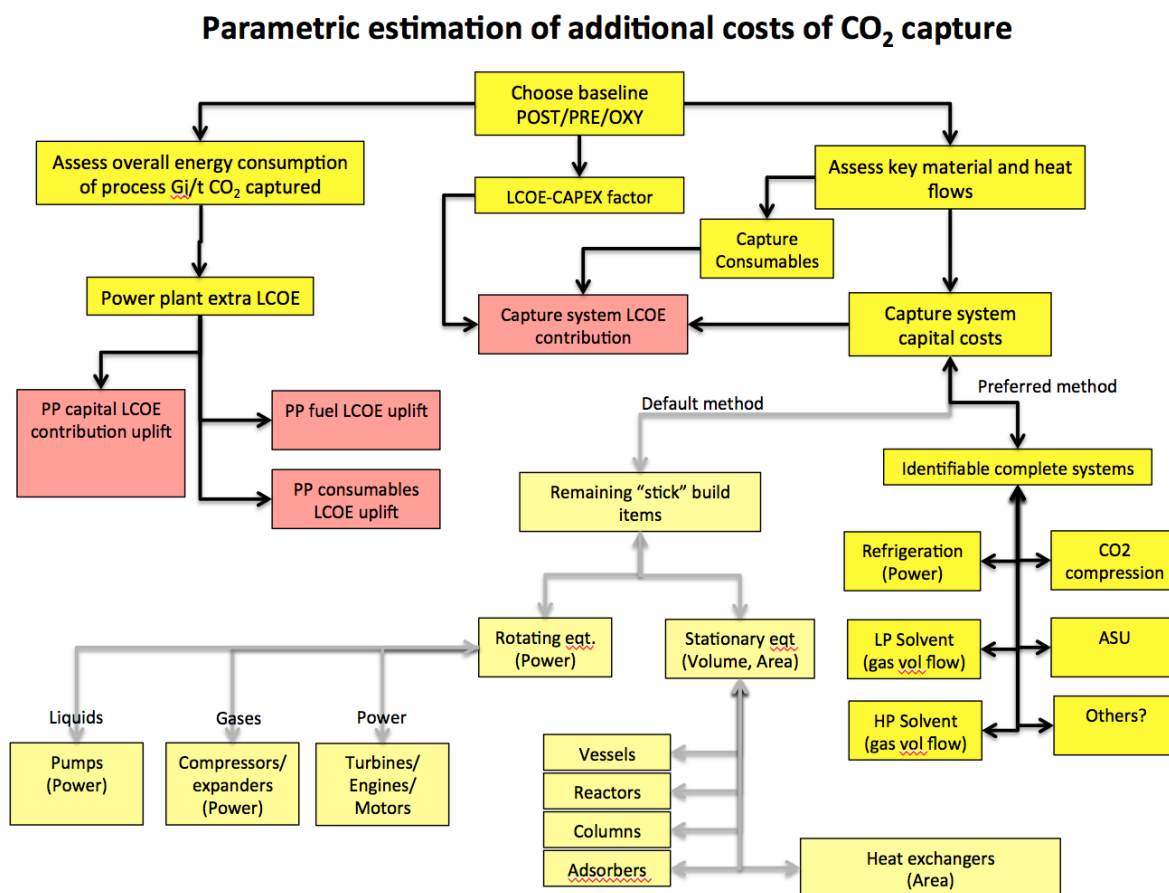 Parametric estimation of additional costs of CO₂ capture
Choose baseline
POST/PRE/OXY
Assess overall energy consumption
of process Gj/t CO₂ captured
LCOE-CAPEX factor
Assess key material and heat
flows
Capture
Consumables
Power plant extra LCOE
Capture system LCOE
contribution
Capture system
capital costs
PP capital LCOE
contribution uplift
PP fuel LCOE uplift
PP consumables
LCOE uplift
Default method
Preferred method
Remaining “stick” build
items
Identifiable complete systems
Refrigeration
(Power)
CO2
compression
LP Solvent
(gas vol flow)
ASU
HP Solvent
(gas vol flow)
Others?
Rotating eqt.
(Power)
Stationary eqt
(Volume, Area)
Liquids
Gases
Power
Pumps
(Power)
Compressors/
expanders
(Power)
Turbines/
Engines/
Motors
Vessels
Reactors
Columns
Adsorbers
Heat exchangers
(Area)